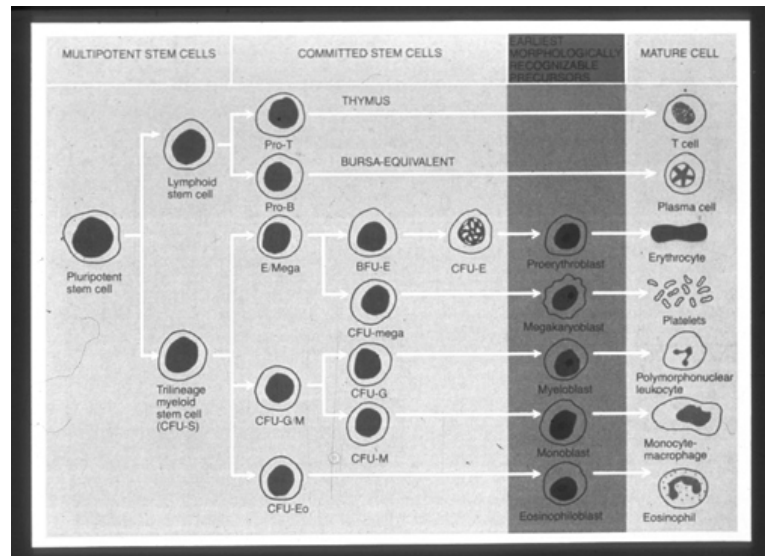 MULTIPOTENT STEM CELLS
COMMITTED STEM CELLS
EARLIEST
MORPHOLOGICALLY
RECOGNIZABLE
PRECURSORS
MATURE CELL
THYMUS
Pro-T
T cell
Lymphoid
stem cell
BURSA-EQUIVALENT
Pro-B
Plasma cell
Pluripotent
stem cell
E/Mega
BFU-E
CFU-E
Proerythroblast
Erythrocyte
CFU-mega
Megakaryoblast
Platelets
Trilineage
myeloid
stem cell
(CFU-S)
CFU-G/M
CFU-G
Myeloblast
Polymorphonuclear
leukocyte
CFU-M
Monoblast
Monocyte-
macrophage
CFU-Eo
Eosinophiloblast
Eosinophil